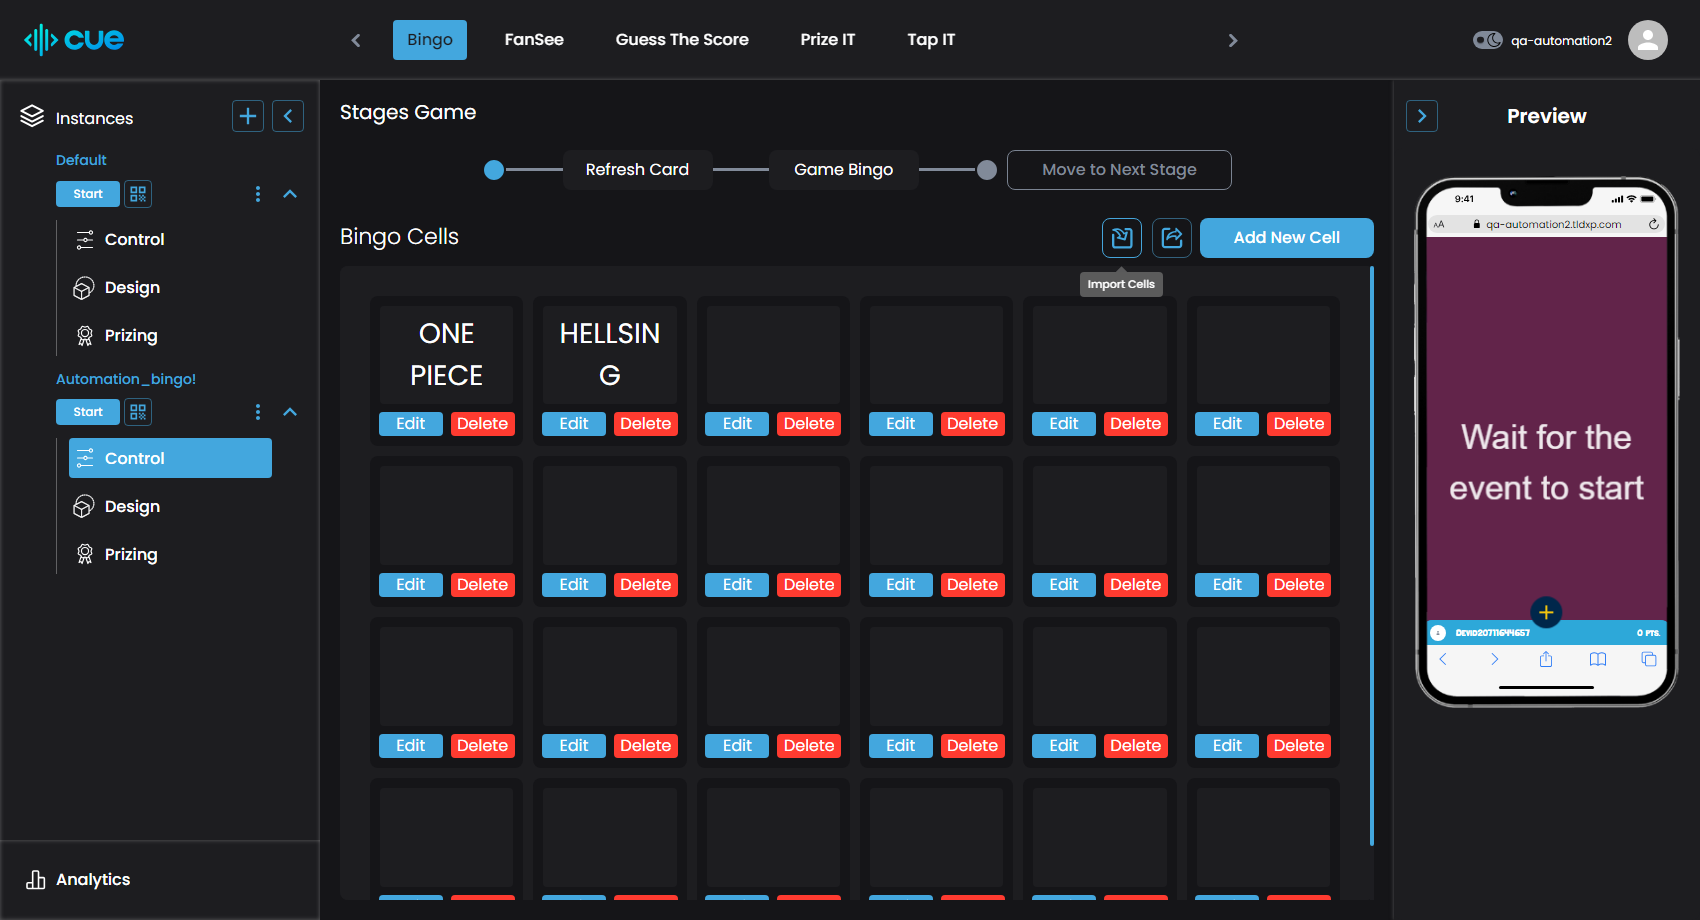 cue
Bingo
FanSee
Guess The Score
Prize IT
Tap IT
qa-automation2
Instances
Default
Start
Control
Design
Prizing
Automation_bingo!
Start
Control
Design
Prizing
Analytics
Stages Game
Refresh Card
Game Bingo
Move to Next Stage
Bingo Cells
Add New Cell
Import Cells
ONE
PIECE
HELLSIN
G
Edit Delete Edit Delete Edit Delete Edit Delete Edit Delete Edit Delete
Edit Delete Edit Delete Edit Delete Edit Delete Edit Delete Edit Delete
Edit Delete Edit Delete Edit Delete Edit Delete Edit Delete Edit Delete
Preview
9:41
AA qa-automation2.tldxp.com
Wait for the
event to start
0 PTS.